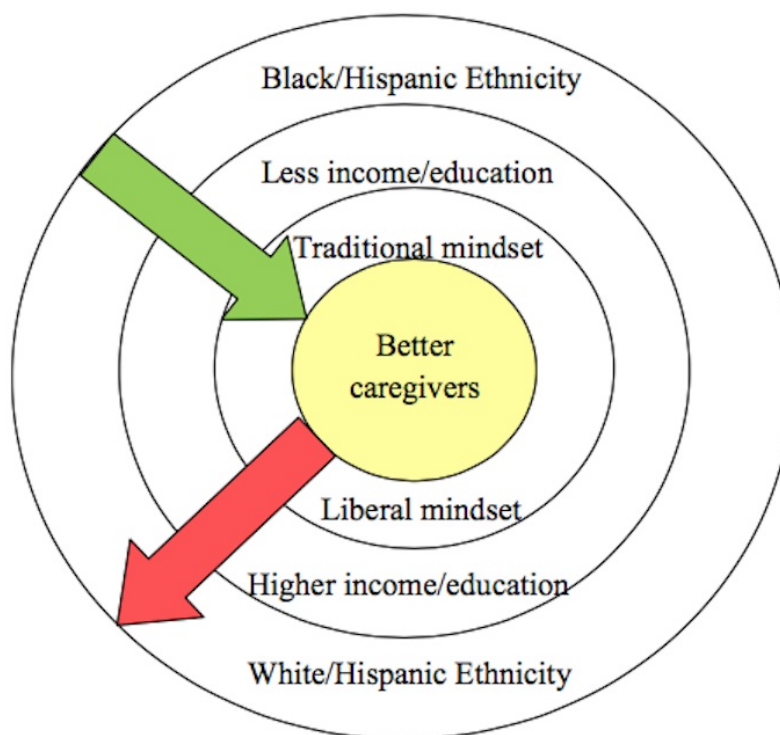 Black/Hispanic Ethnicity
Less income/education
Traditional mindset
Better
caregivers
Liberal mindset
Higher income/education
White/Hispanic Ethnicity